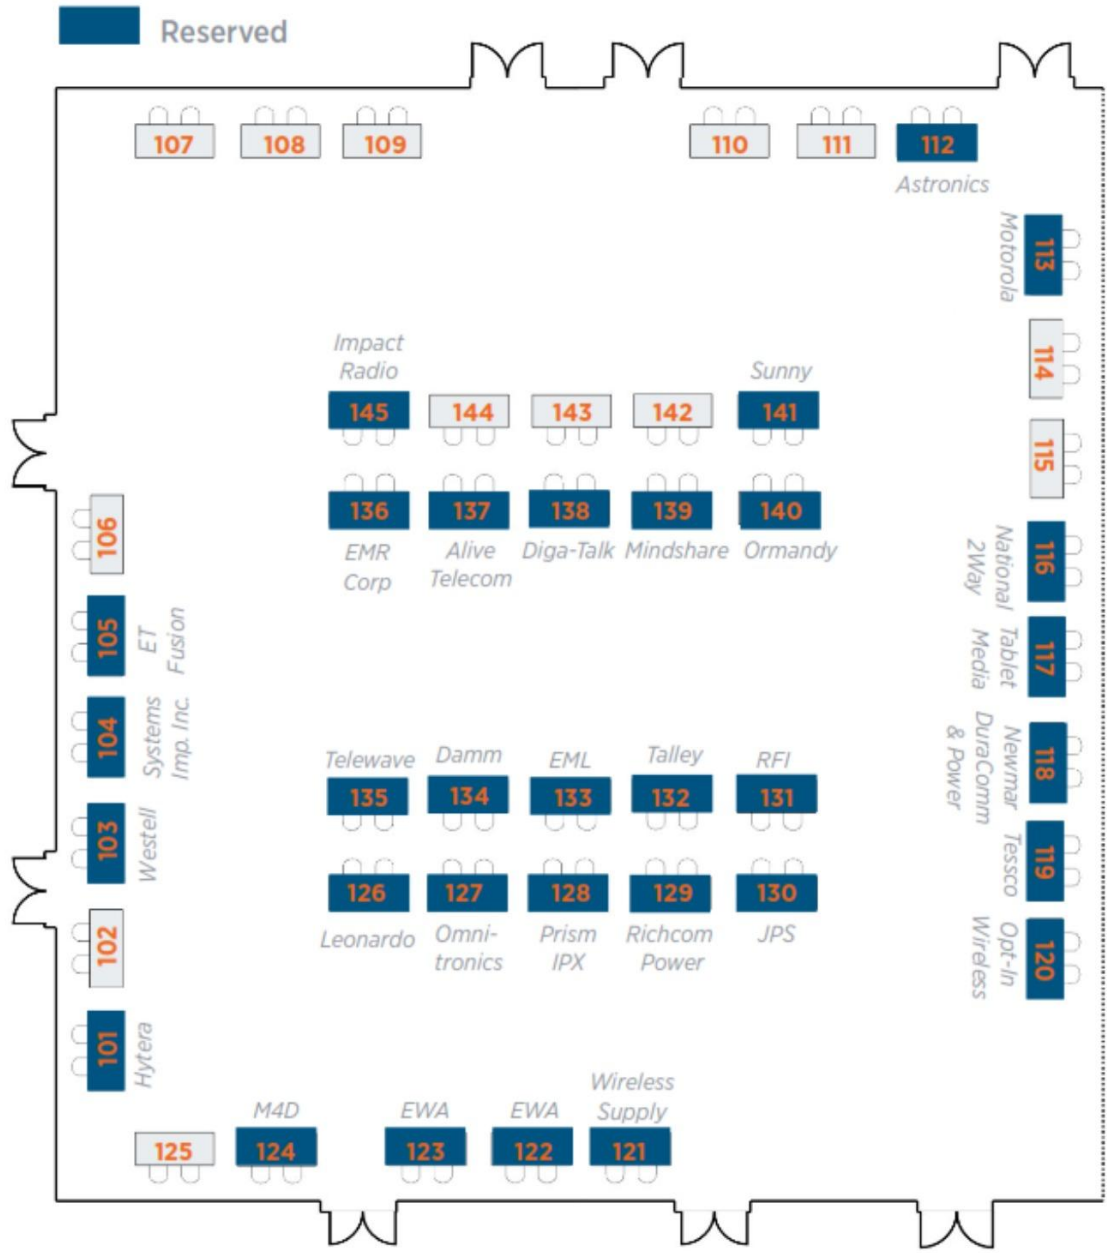 Reserved
107
108
109
110
111
112
Astronics
113
Motorola
114
115
Impact
Radio
Sunny
145
144
143
142
141
136
137
138
139
140
EMR
Corp
Alive
Telecom
Diga-Talk
Mindshare
Ormandy
106
105
ET
Fusion
104
Systems
Imp. Inc.
103
Westell
102
101
Hytera
116
National
2Way
117
Tablet
Media
118
Newmar
DuraComm
& Power
119
Tessco
120
Opt-In
Wireless
Telewave
Damm
EML
Talley
RFI
135
134
133
132
131
126
127
128
129
130
Leonardo
Omni-
tronics
Prism
IPX
Richcom
Power
JPS
M4D
EWA
EWA
Wireless
Supply
125
124
123
122
121